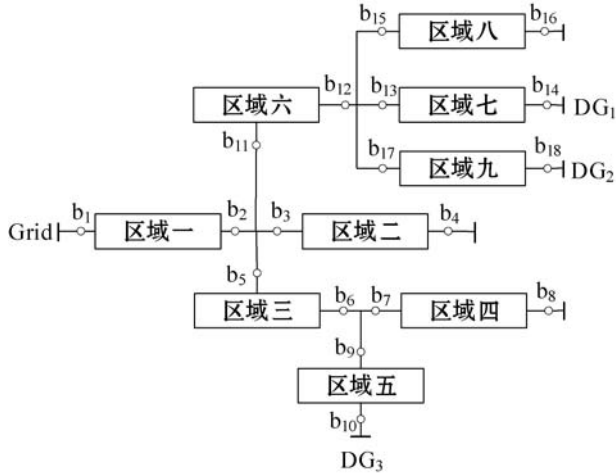 b₁₅ 区域八 b₁₆
区域六 b₁₂ b₁₃ 区域七 b₁₄ DG₁
b₁₁
b₁₇ 区域九 b₁₈ DG₂
Grid b₁ 区域一 b₂ b₃ 区域二 b₄
b₅
区域三 b₆ b₇ 区域四 b₈
b₉
区域五
b₁₀
DG₃